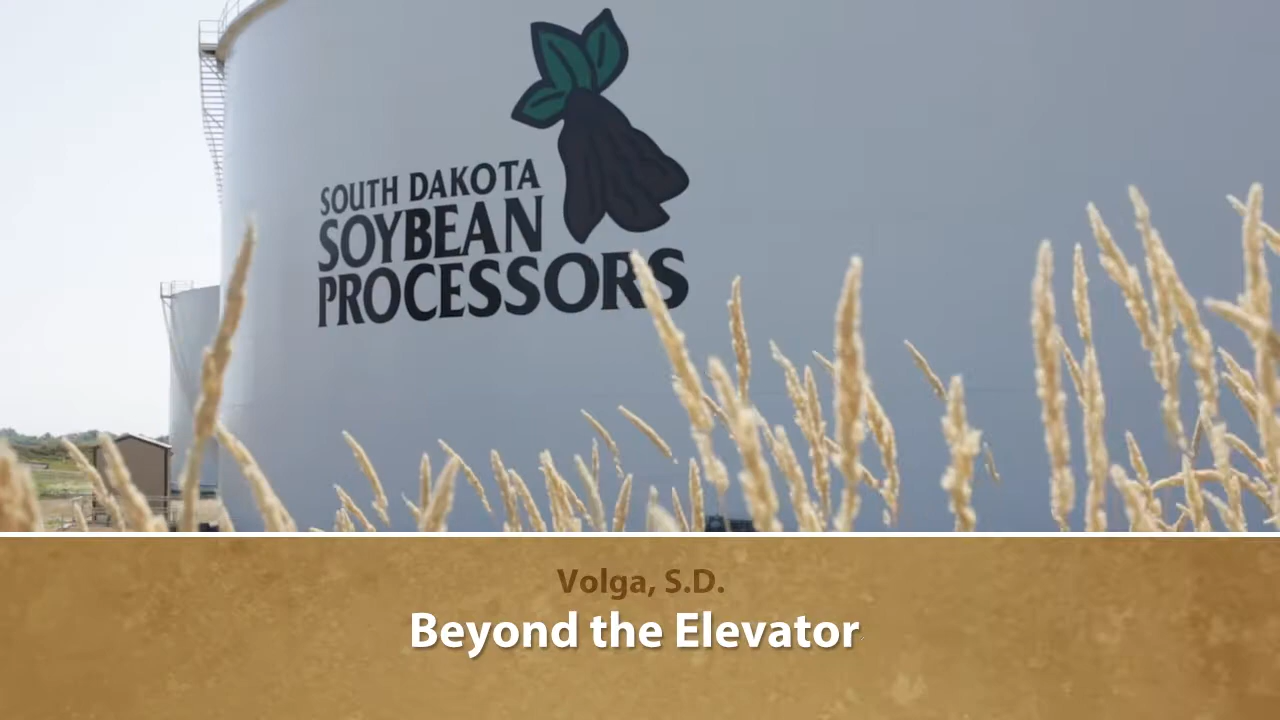 SOUTH DAKOTA
SOYBEAN
PROCESSORS
Volga, S.D.
Beyond the Elevator